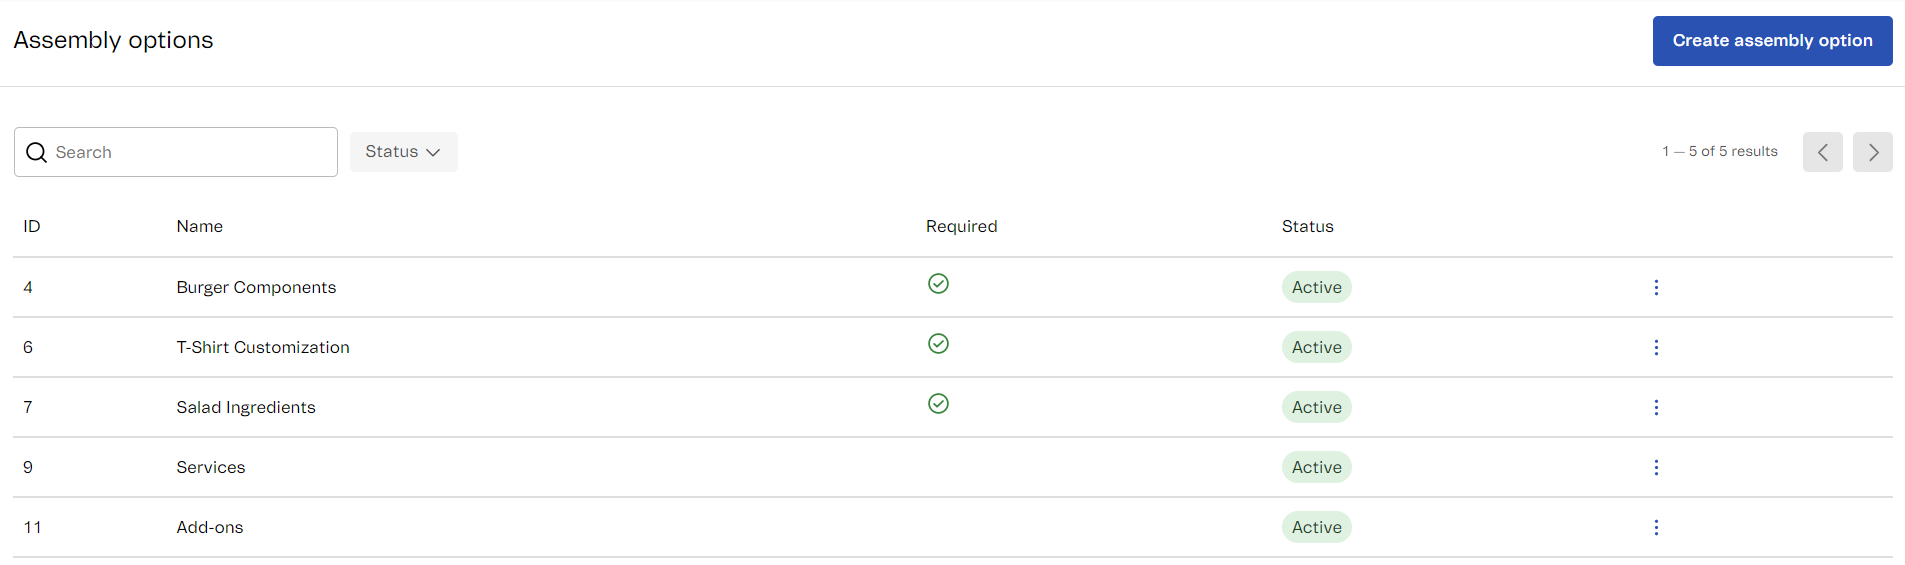 Assembly options
Create assembly option
Search
Status
1 — 5 of 5 results
ID Name Required Status
4 Burger Components Active
6 T-Shirt Customization Active
7 Salad Ingredients Active
9 Services Active
11 Add-ons Active